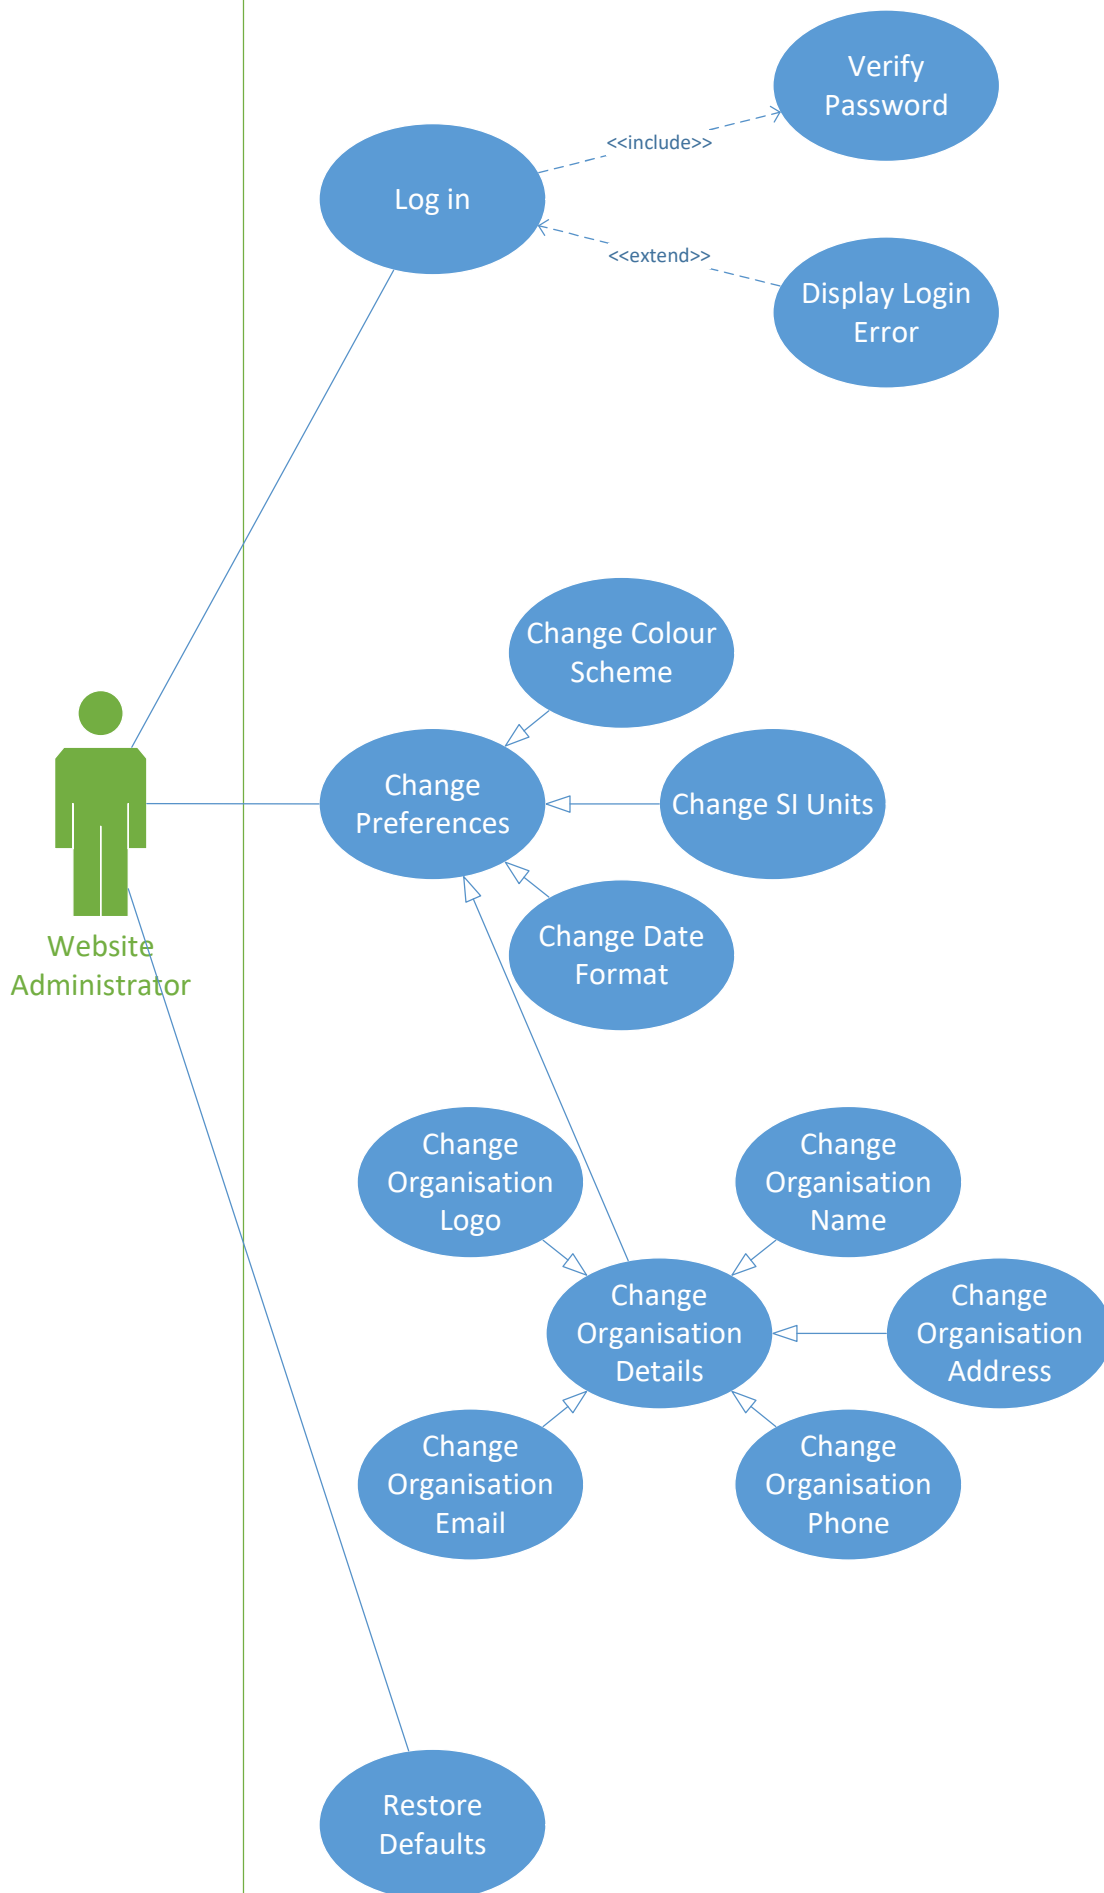 Verify
Password
<<include>>
Log in
<<extend>>
Display Login
Error
Change Colour
Scheme
Change
Preferences
Change SI Units
Change Date
Format
Website
Administrator
Change
Organisation
Logo
Change
Organisation
Name
Change
Organisation
Details
Change
Organisation
Address
Change
Organisation
Email
Change
Organisation
Phone
Restore
Defaults